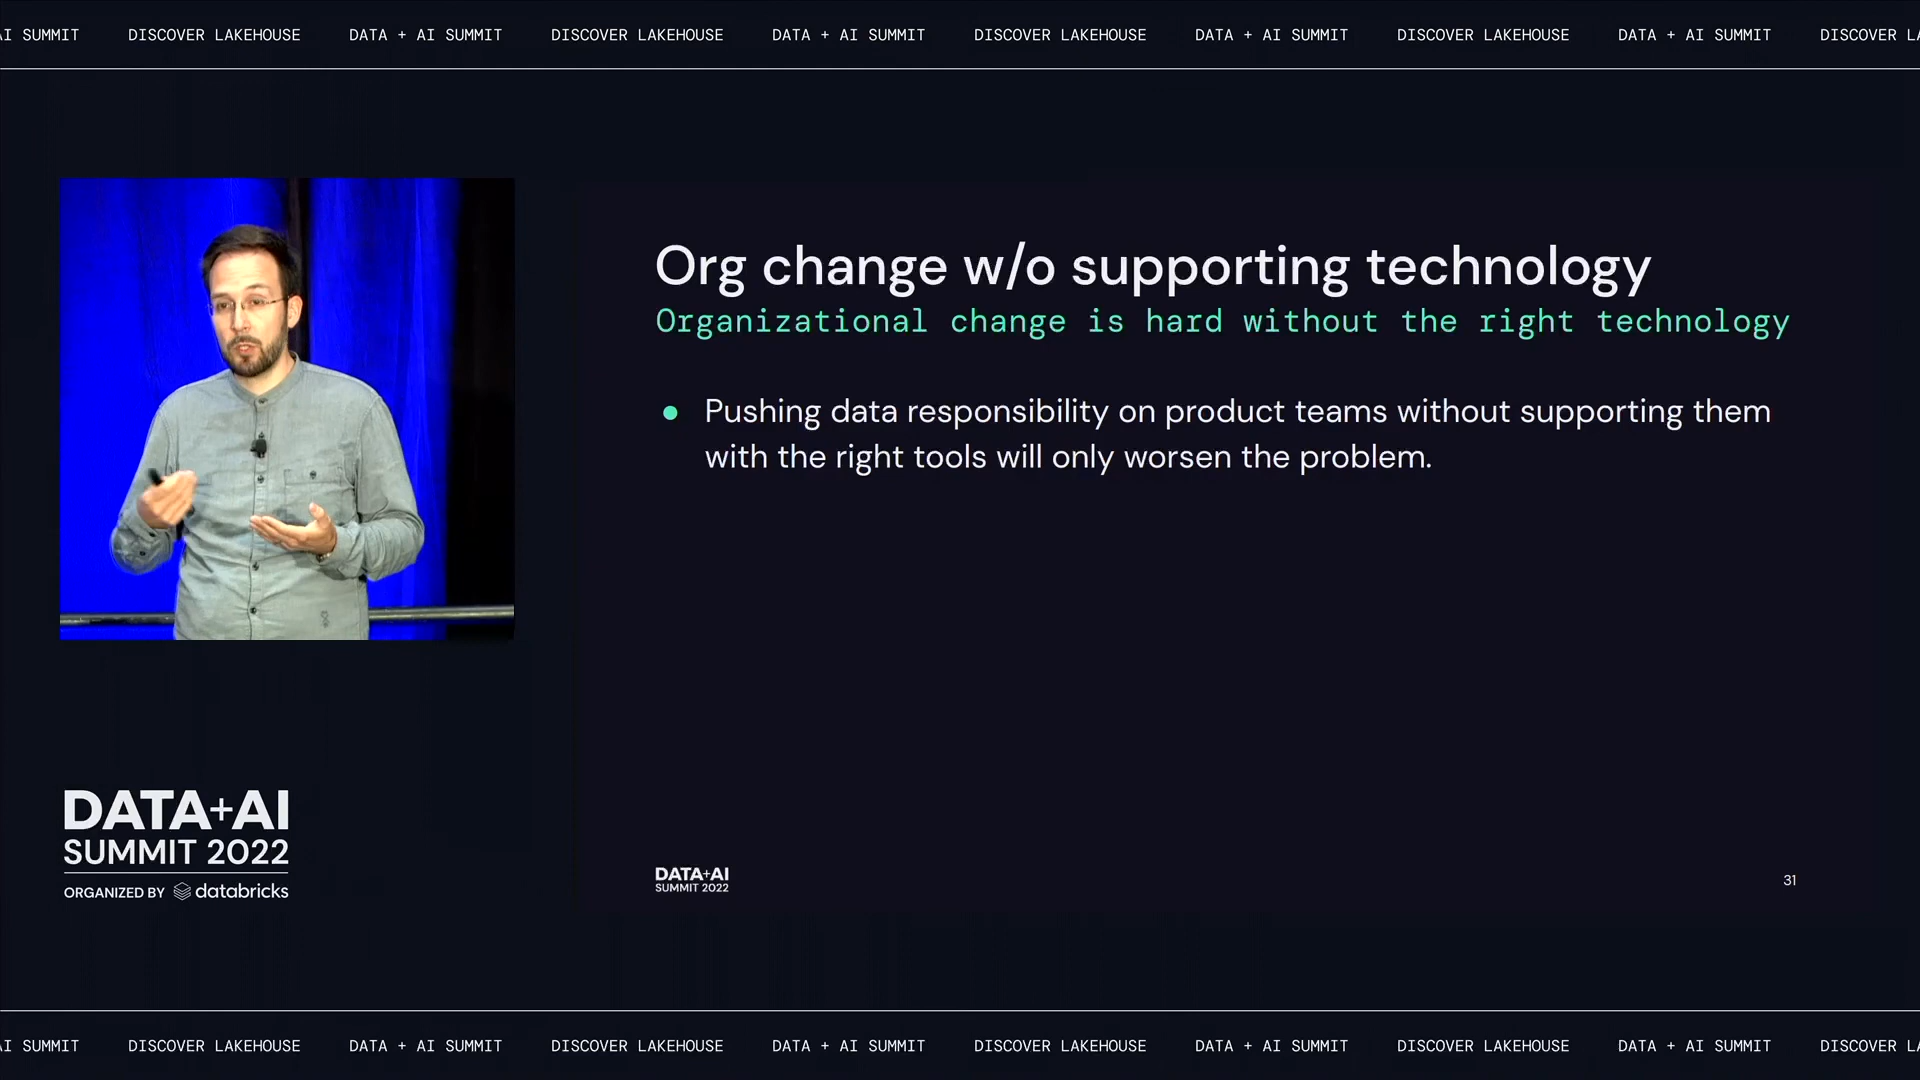 AI SUMMIT DISCOVER LAKEHOUSE DATA + AI SUMMIT DISCOVER LAKEHOUSE DATA + AI SUMMIT DISCOVER LAKEHOUSE DATA + AI SUMMIT DISCOVER LAKEHOUSE DATA + AI SUMMIT DISCOVER LA
Org change w/o supporting technology
Organizational change is hard without the right technology
● Pushing data responsibility on product teams without supporting them
with the right tools will only worsen the problem.
DATA+AI
SUMMIT 2022
ORGANIZED BY databricks
DATA+AI
SUMMIT 2022
31
AI SUMMIT DISCOVER LAKEHOUSE DATA + AI SUMMIT DISCOVER LAKEHOUSE DATA + AI SUMMIT DISCOVER LAKEHOUSE DATA + AI SUMMIT DISCOVER LAKEHOUSE DATA + AI SUMMIT DISCOVER LA